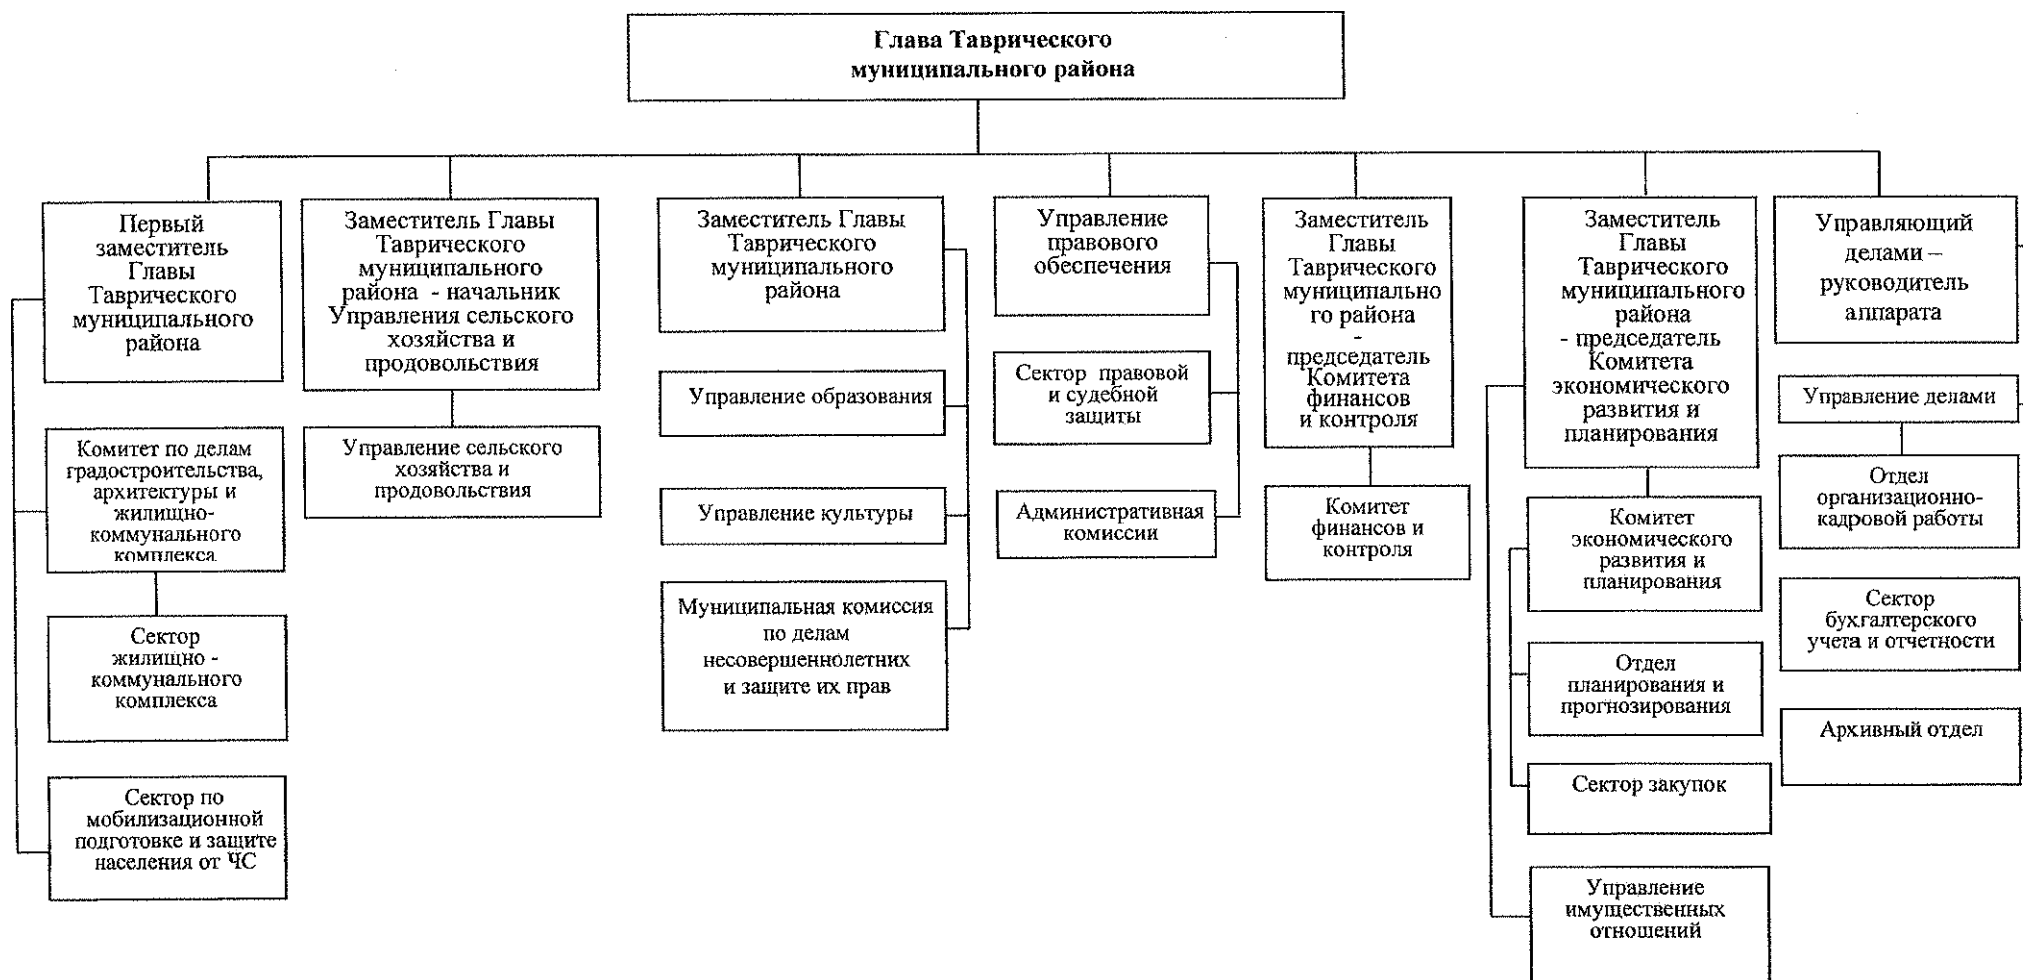 Глава Таврического
муниципального района
Первый
заместитель
Главы
Таврического
муниципального
района
Комитет по делам
градостроительства,
архитектуры и
жилищно-
коммунального
комплекса
Сектор
жилищно -
коммунального
комплекса
Сектор по
мобилизационной
подготовке и защите
населения от ЧС
Заместитель Главы
Таврического
муниципального
района - начальник
Управления сельского
хозяйства и
продовольствия
Управление сельского
хозяйства и
продовольствия
Заместитель Главы
Таврического
муниципального
района
Управление образования
Управление культуры
Муниципальная комиссия
по делам
несовершеннолетних
и защите их прав
Управление
правового
обеспечения
Сектор правовой
и судебной
защиты
Административная
комиссии
Заместитель
Главы
Таврического
муниципально
го района
-
председатель
Комитета
финансов
и контроля
Комитет
финансов и
контроля
Заместитель
Главы
Таврического
муниципального
района
- председатель
Комитета
экономического
развития и
планирования
Комитет
экономического
развития и
планирования
Отдел
планирования и
прогнозирования
Сектор закупок
Управление
имущественных
отношений
Управляющий
делами –
руководитель
аппарата
Управление делами
Отдел
организационно-
кадровой работы
Сектор
бухгалтерского
учета и отчетности
Архивный отдел